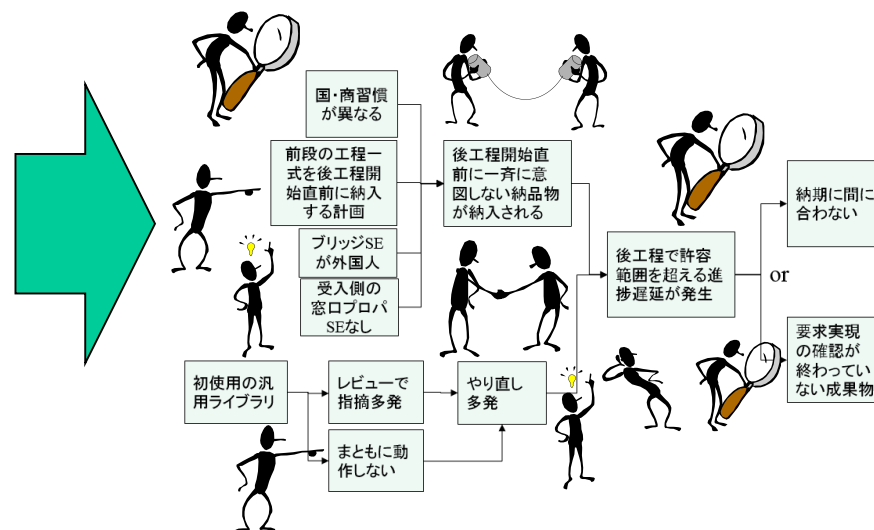 国・商習慣
が異なる
前段の工程一
式を後工程開
始直前に納入
する計画
ブリッジSE
が外国人
受入側の
窓口プロパ
SEなし
後工程開始直
前に一斉に意
図しない納品物
が納入される
後工程で許容
範囲を超える進
捗遅延が発生
納期に間に
合わない
or
要求実現
の確認が
終わってい
ない成果物
初使用の汎
用ライブラリ
レビューで
指摘多発
やり直し
多発
まともに動
作しない